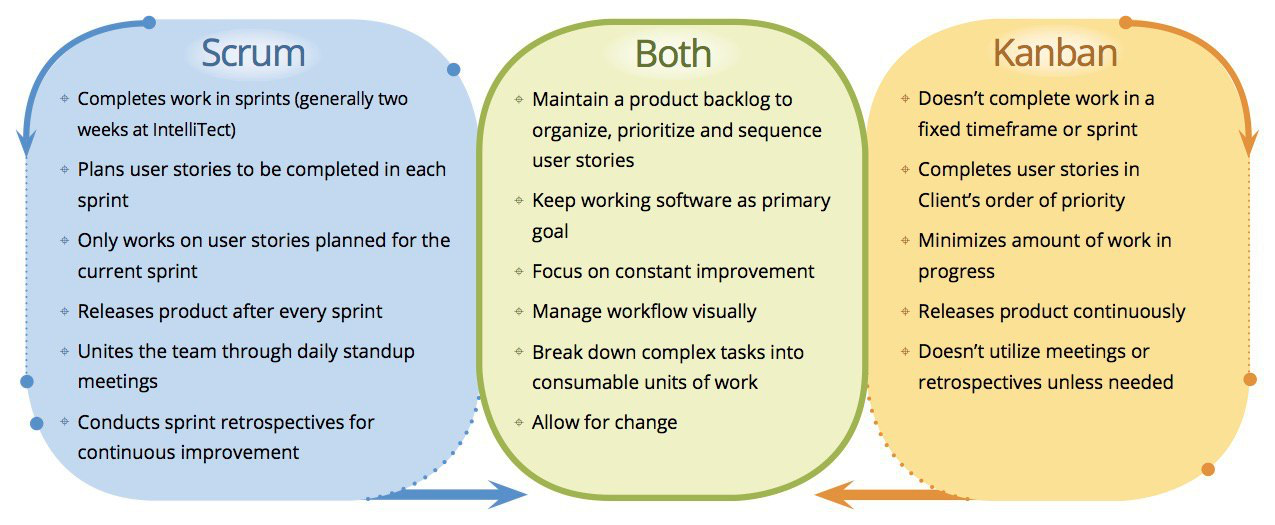 Scrum
Completes work in sprints (generally two
weeks at IntelliTect)
Plans user stories to be completed in each
sprint
Only works on user stories planned for the
current sprint
Releases product after every sprint
Unites the team through daily standup
meetings
Conducts sprint retrospectives for
continuous improvement
Both
Maintain a product backlog to
organize, prioritize and sequence
user stories
Keep working software as primary
goal
Focus on constant improvement
Manage workflow visually
Break down complex tasks into
consumable units of work
Allow for change
Kanban
Doesn’t complete work in a
fixed timeframe or sprint
Completes user stories in
Client’s order of priority
Minimizes amount of work in
progress
Releases product continuously
Doesn’t utilize meetings or
retrospectives unless needed